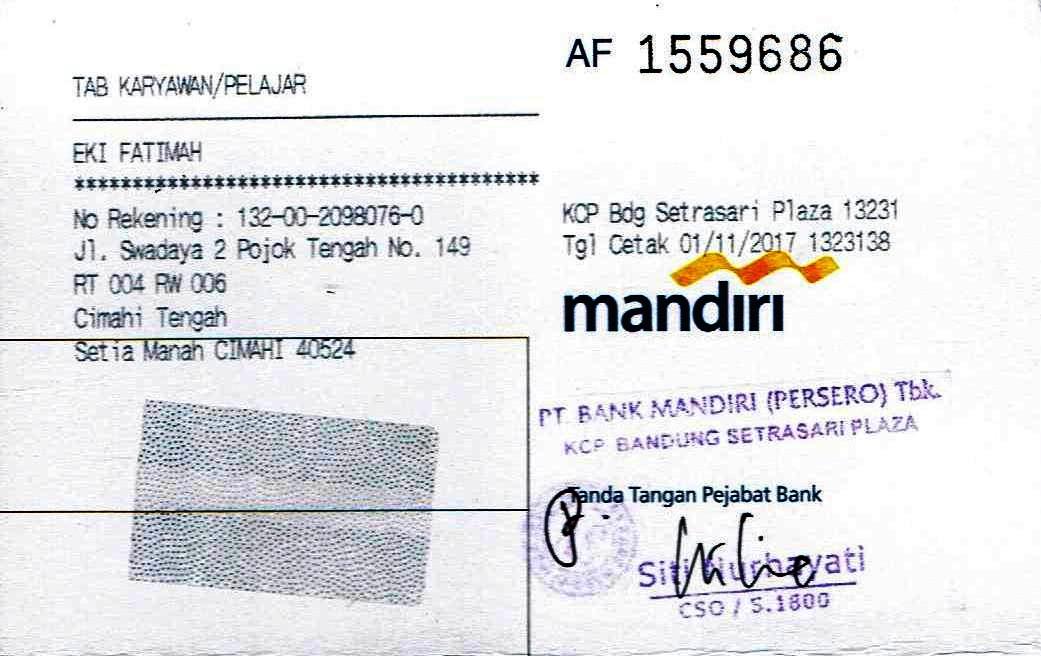 AF 1559686
TAB KARYAWAN/PELAJAR
EKI FATIMAH
****************************************
No Rekening : 132-00-2098076-0
Jl. Swadaya 2 Pojok Tengah No. 149
RT 004 RW 006
Cimahi Tengah
Setia Manah CIMAHI 40524
KCP Bdg Setrasari Plaza 13231
Tgl Cetak 01/11/2017 1323138
mandiri
PT. BANK MANDIRI (PERSERO) Tbk.
KCP BANDUNG SETRASARI PLAZA
Tanda Tangan Pejabat Bank
Siti Nurhayati
CSO / S.1800